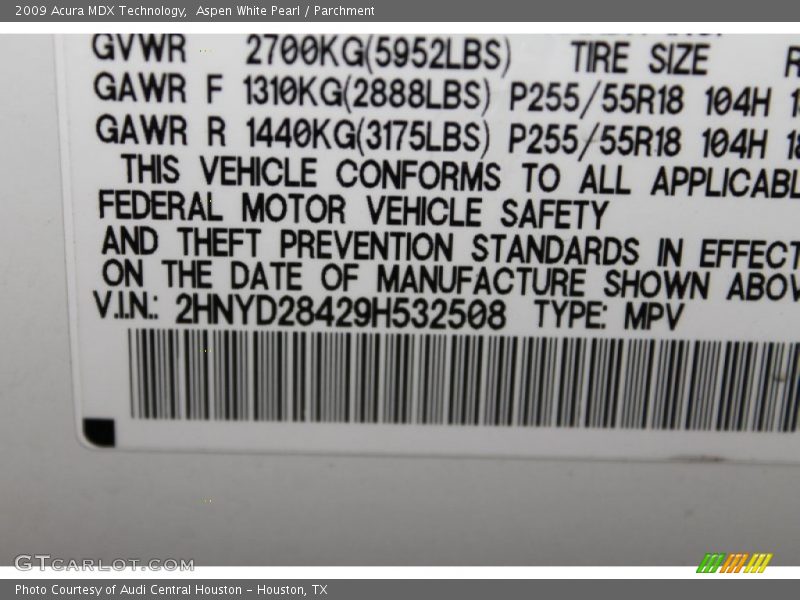 2009 Acura MDX Technology, Aspen White Pearl / Parchment
GVWR 2700KG(5952LBS) TIRE SIZE
GAWR F 1310KG(2888LBS) P255/55R18 104H
GAWR R 1440KG(3175LBS) P255/55R18 104H
THIS VEHICLE CONFORMS TO ALL APPLICABL
FEDERAL MOTOR VEHICLE SAFETY
AND THEFT PREVENTION STANDARDS IN EFFECT
ON THE DATE OF MANUFACTURE SHOWN ABOV
V.I.N.: 2HNYD28429H532508 TYPE: MPV
GTCARLOT.COM
Photo Courtesy of Audi Central Houston - Houston, TX